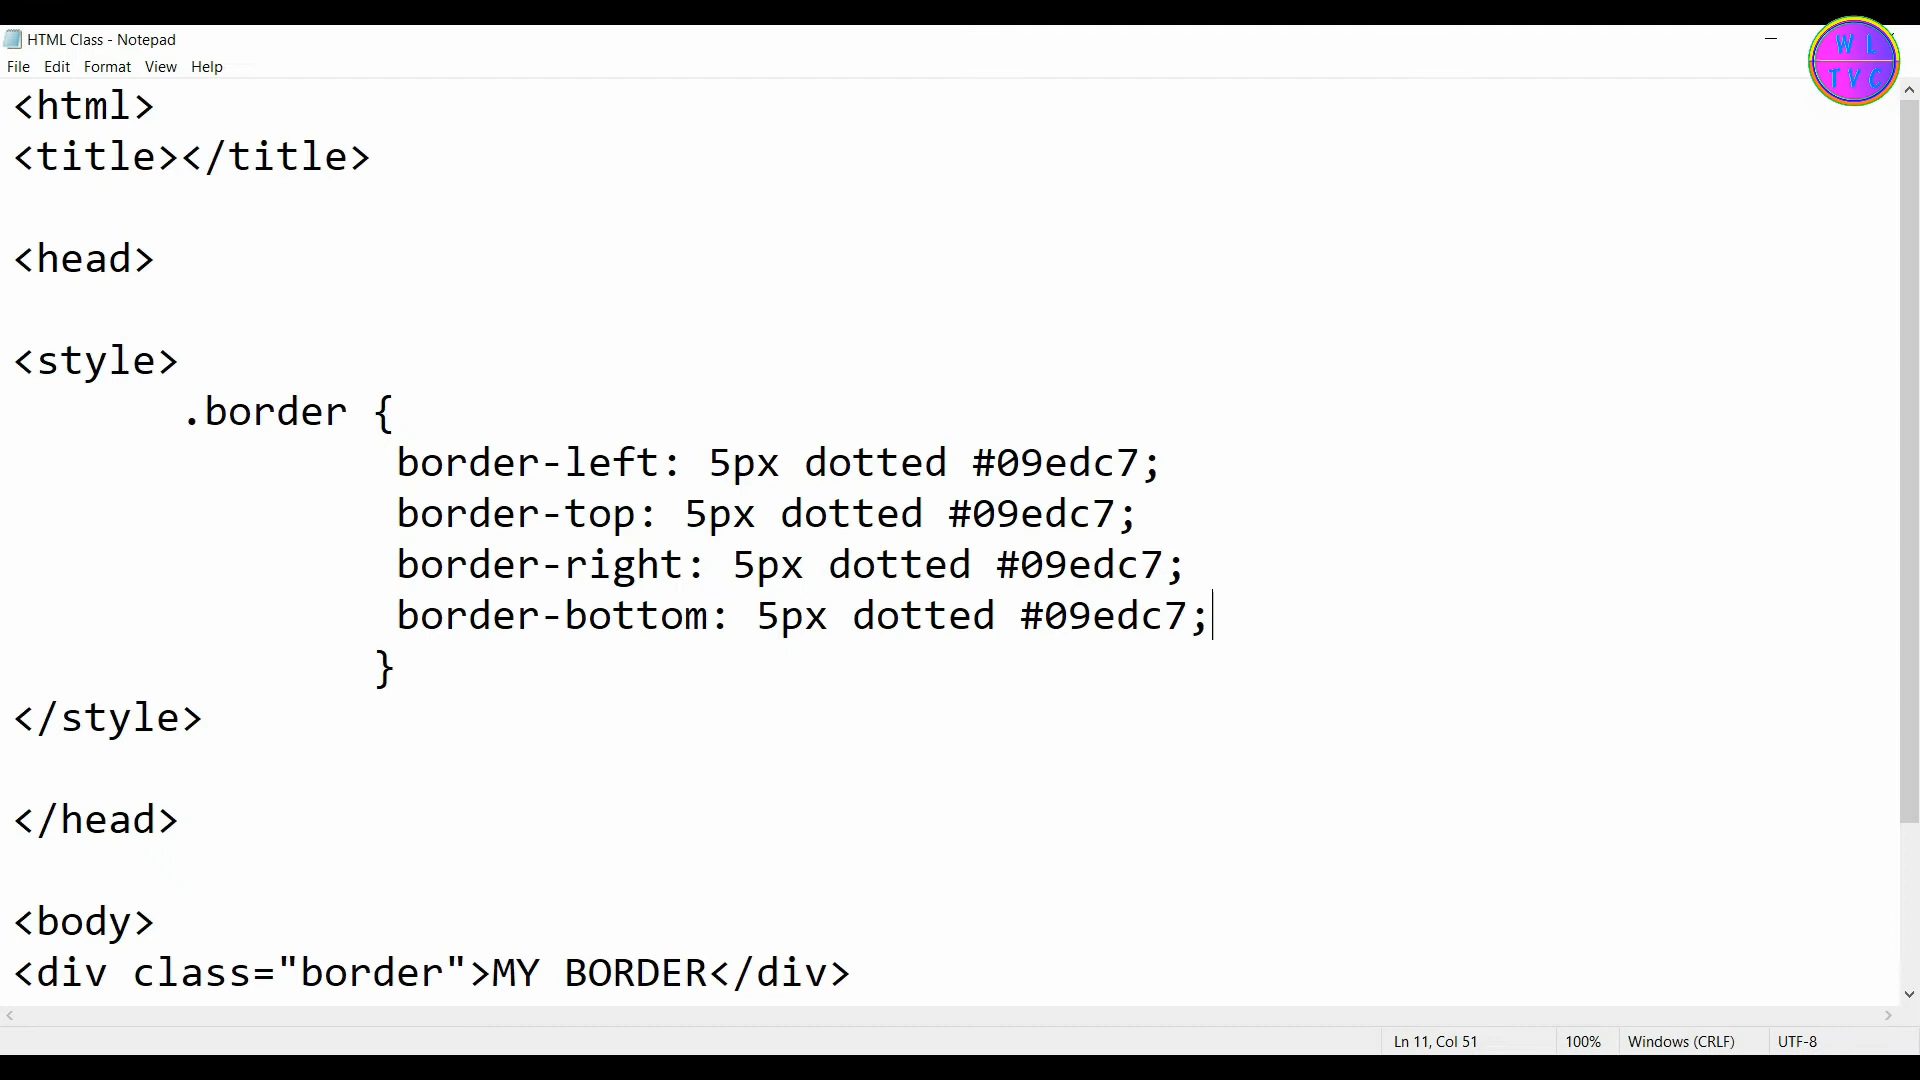 HTML Class - Notepad
W L
T V C
File Edit Format View Help
<html>
<title></title>
<head>
<style>
.border {
border-left: 5px dotted #09edc7;
border-top: 5px dotted #09edc7;
border-right: 5px dotted #09edc7;
border-bottom: 5px dotted #09edc7;
}
</style>
</head>
<body>
<div class="border">MY BORDER</div>
Ln 11, Col 51 100% Windows (CRLF) UTF-8